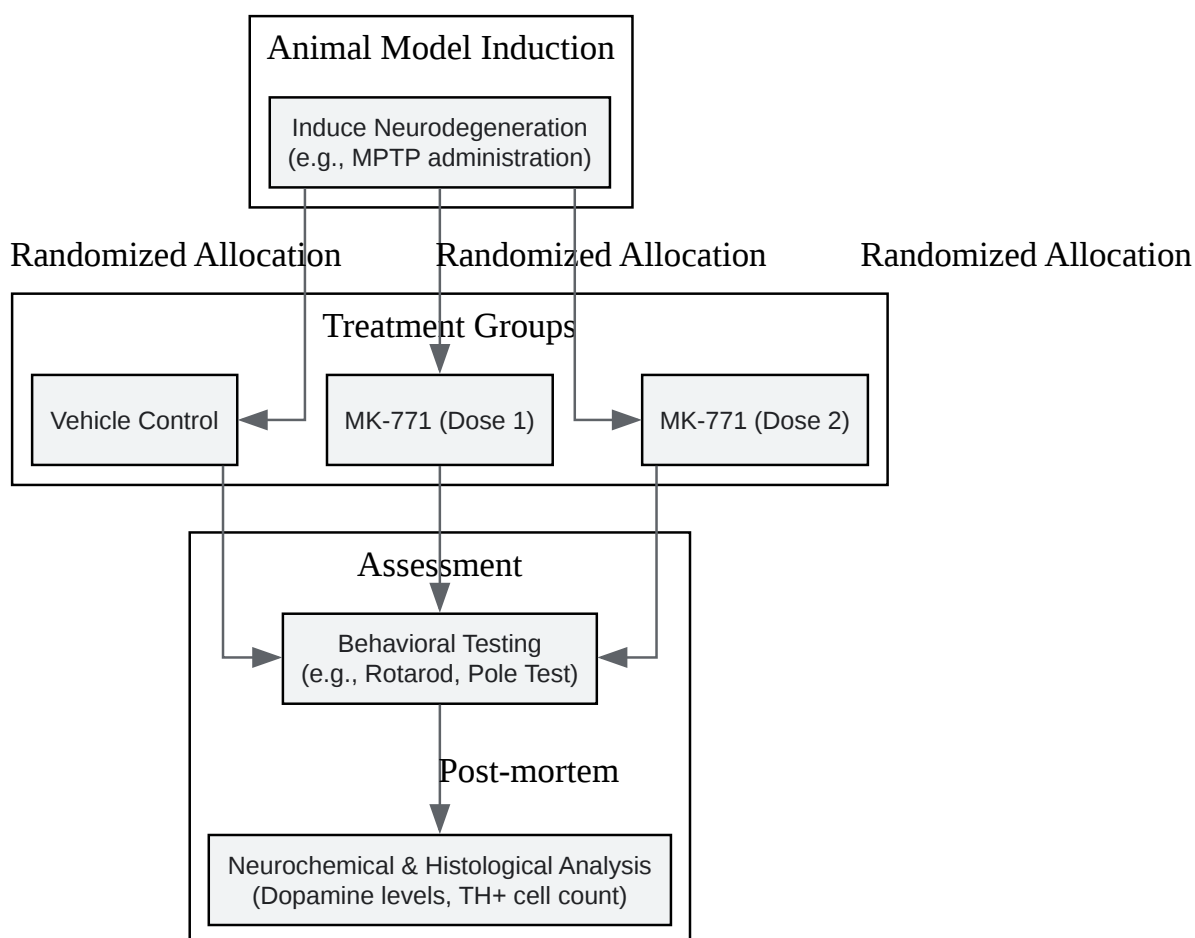 Animal Model Induction
Induce Neurodegeneration
(e.g., MPTP administration)
Randomized Allocation
Randomized Allocation
Randomized Allocation
Treatment Groups
Vehicle Control
MK-771 (Dose 1)
MK-771 (Dose 2)
Assessment
Behavioral Testing
(e.g., Rotarod, Pole Test)
Post-mortem
Neurochemical & Histological Analysis
(Dopamine levels, TH+ cell count)